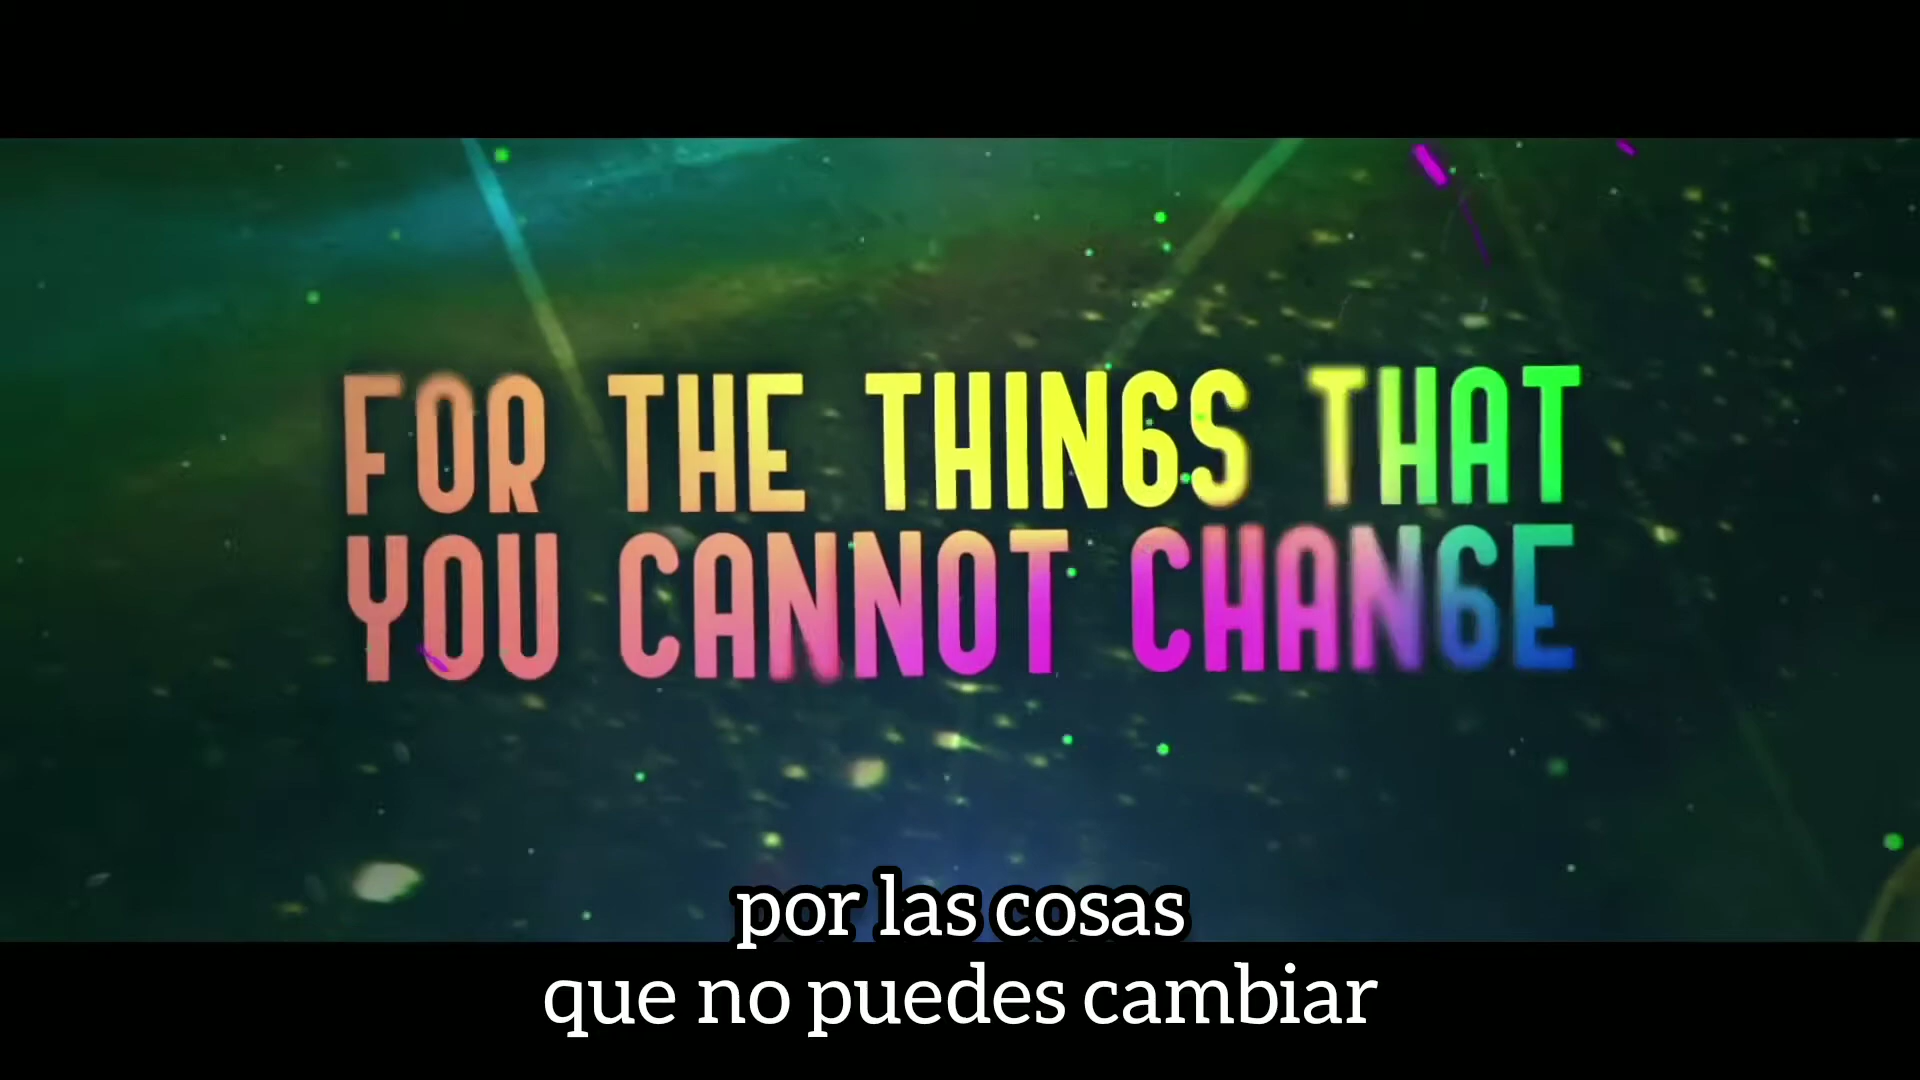 FOR THE THINGS THAT
YOU CANNOT CHANGE
por las cosas
que no puedes cambiar